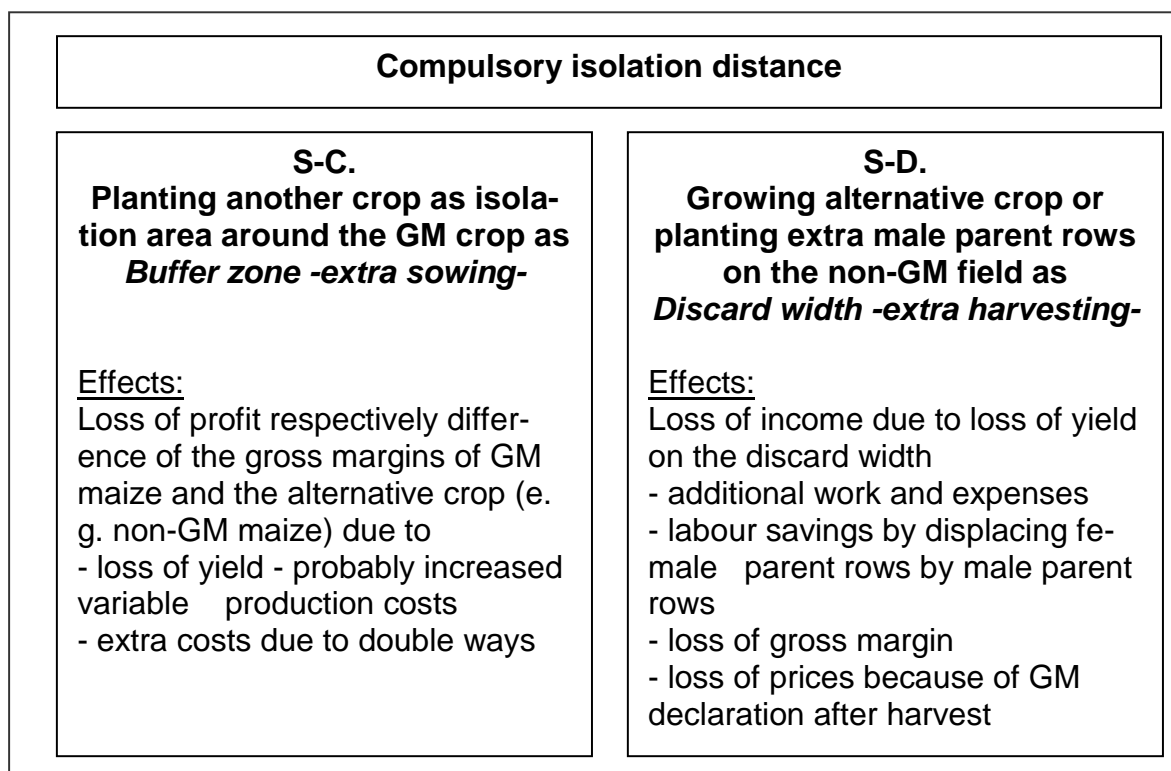 Compulsory isolation distance
S-C.
Planting another crop as isola-
tion area around the GM crop as
Buffer zone -extra sowing-
Effects:
Loss of profit respectively differ-
ence of the gross margins of GM
maize and the alternative crop (e.
g. non-GM maize) due to
- loss of yield - probably increased
variable production costs
- extra costs due to double ways
S-D.
Growing alternative crop or
planting extra male parent rows
on the non-GM field as
Discard width -extra harvesting-
Effects:
Loss of income due to loss of yield
on the discard width
- additional work and expenses
- labour savings by displacing fe-
male parent rows by male parent
rows
- loss of gross margin
- loss of prices because of GM
declaration after harvest